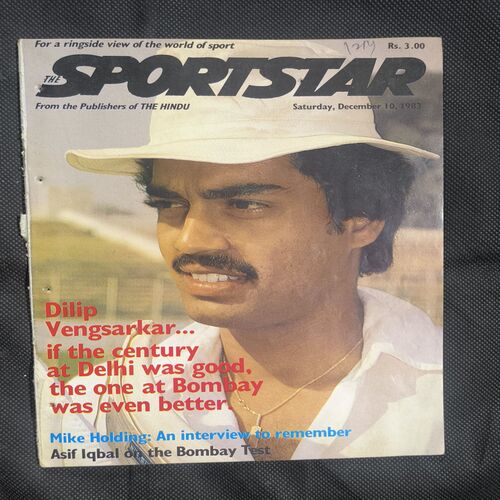 For a ringside view of the world of sport
Rs. 3.00
THE SPORTSTAR
From the Publishers of THE HINDU
Saturday, December 10, 1983
Dilip
Vengsarkar...
if the century
at Delhi was good,
the one at Bombay
was even better.
Mike Holding: An interview to remember
Asif Iqbal on the Bombay Test